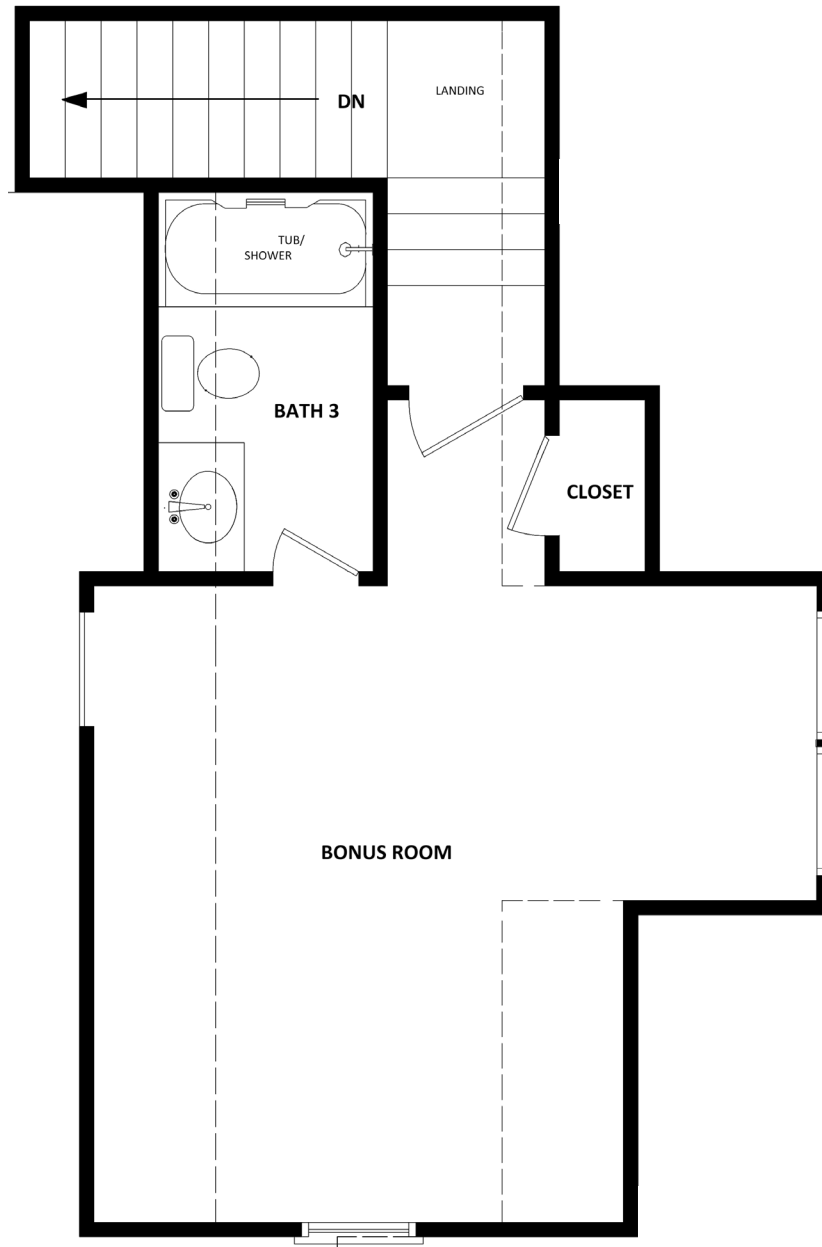 DN
LANDING
TUB/
SHOWER
BATH 3
CLOSET
BONUS ROOM